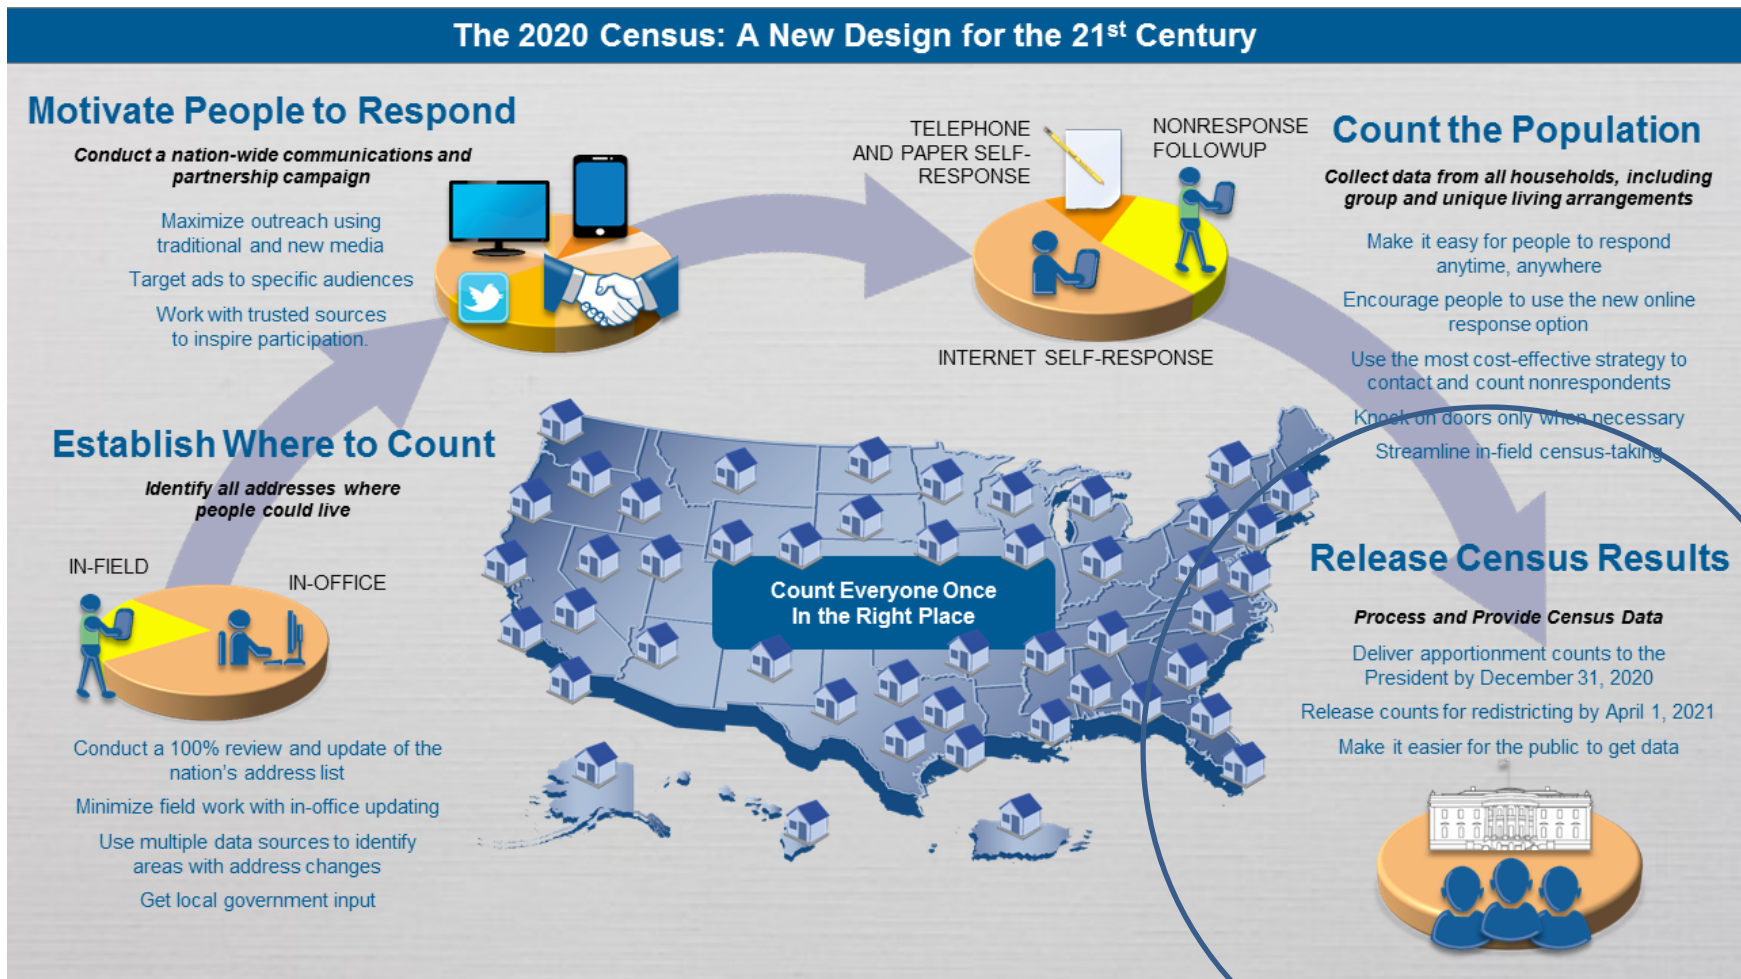 The 2020 Census: A New Design for the 21st Century
Motivate People to Respond
Conduct a nation-wide communications and
partnership campaign
Maximize outreach using
traditional and new media
Target ads to specific audiences
Work with trusted sources
to inspire participation.
TELEPHONE
AND PAPER SELF-
RESPONSE
NONRESPONSE
FOLLOWUP
INTERNET SELF-RESPONSE
Count the Population
Collect data from all households, including
group and unique living arrangements
Make it easy for people to respond
anytime, anywhere
Encourage people to use the new online
response option
Use the most cost-effective strategy to
contact and count nonrespondents
Knock on doors only when necessary
Streamline in-field census-taking
Establish Where to Count
Identify all addresses where
people could live
IN-FIELD
IN-OFFICE
Conduct a 100% review and update of the
nation's address list
Minimize field work with in-office updating
Use multiple data sources to identify
areas with address changes
Get local government input
Count Everyone Once
In the Right Place
Release Census Results
Process and Provide Census Data
Deliver apportionment counts to the
President by December 31, 2020
Release counts for redistricting by April 1, 2021
Make it easier for the public to get data